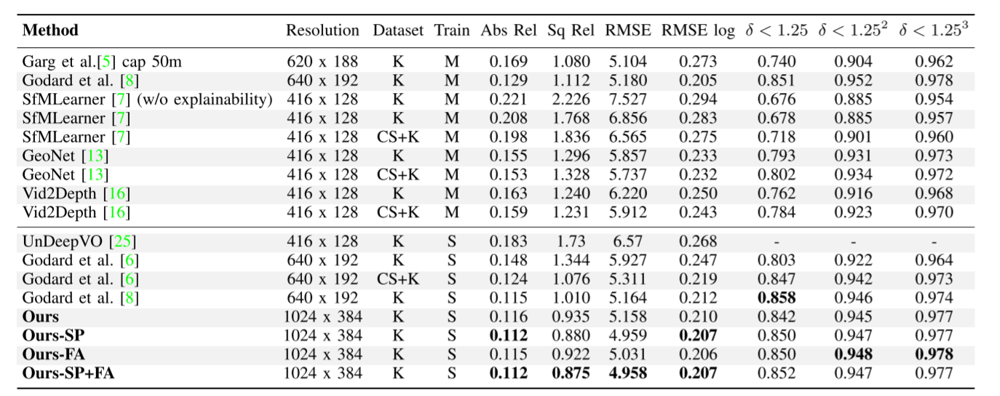 Method Resolution Dataset Train Abs Rel Sq Rel RMSE RMSE log δ < 1.25 δ < 1.25² δ < 1.25³
Garg et al.[5] cap 50m 620 x 188 K M 0.169 1.080 5.104 0.273 0.740 0.904 0.962
Godard et al. [8] 640 x 192 K M 0.129 1.112 5.180 0.205 0.851 0.952 0.978
SfMLearner [7] (w/o explainability) 416 x 128 K M 0.221 2.226 7.527 0.294 0.676 0.885 0.954
SfMLearner [7] 416 x 128 K M 0.208 1.768 6.856 0.283 0.678 0.885 0.957
SfMLearner [7] 416 x 128 CS+K M 0.198 1.836 6.565 0.275 0.718 0.901 0.960
GeoNet [13] 416 x 128 K M 0.155 1.296 5.857 0.233 0.793 0.931 0.973
GeoNet [13] 416 x 128 CS+K M 0.153 1.328 5.737 0.232 0.802 0.934 0.972
Vid2Depth [16] 416 x 128 K M 0.163 1.240 6.220 0.250 0.762 0.916 0.968
Vid2Depth [16] 416 x 128 CS+K M 0.159 1.231 5.912 0.243 0.784 0.923 0.970
UnDeepVO [25] 416 x 128 K S 0.183 1.73 6.57 0.268 - - -
Godard et al. [6] 640 x 192 K S 0.148 1.344 5.927 0.247 0.803 0.922 0.964
Godard et al. [6] 640 x 192 CS+K S 0.124 1.076 5.311 0.219 0.847 0.942 0.973
Godard et al. [8] 640 x 192 K S 0.115 1.010 5.164 0.212 0.858 0.946 0.974
Ours 1024 x 384 K S 0.116 0.935 5.158 0.210 0.842 0.945 0.977
Ours-SP 1024 x 384 K S 0.112 0.880 4.959 0.207 0.850 0.947 0.977
Ours-FA 1024 x 384 K S 0.115 0.922 5.031 0.206 0.850 0.948 0.978
Ours-SP+FA 1024 x 384 K S 0.112 0.875 4.958 0.207 0.852 0.947 0.977